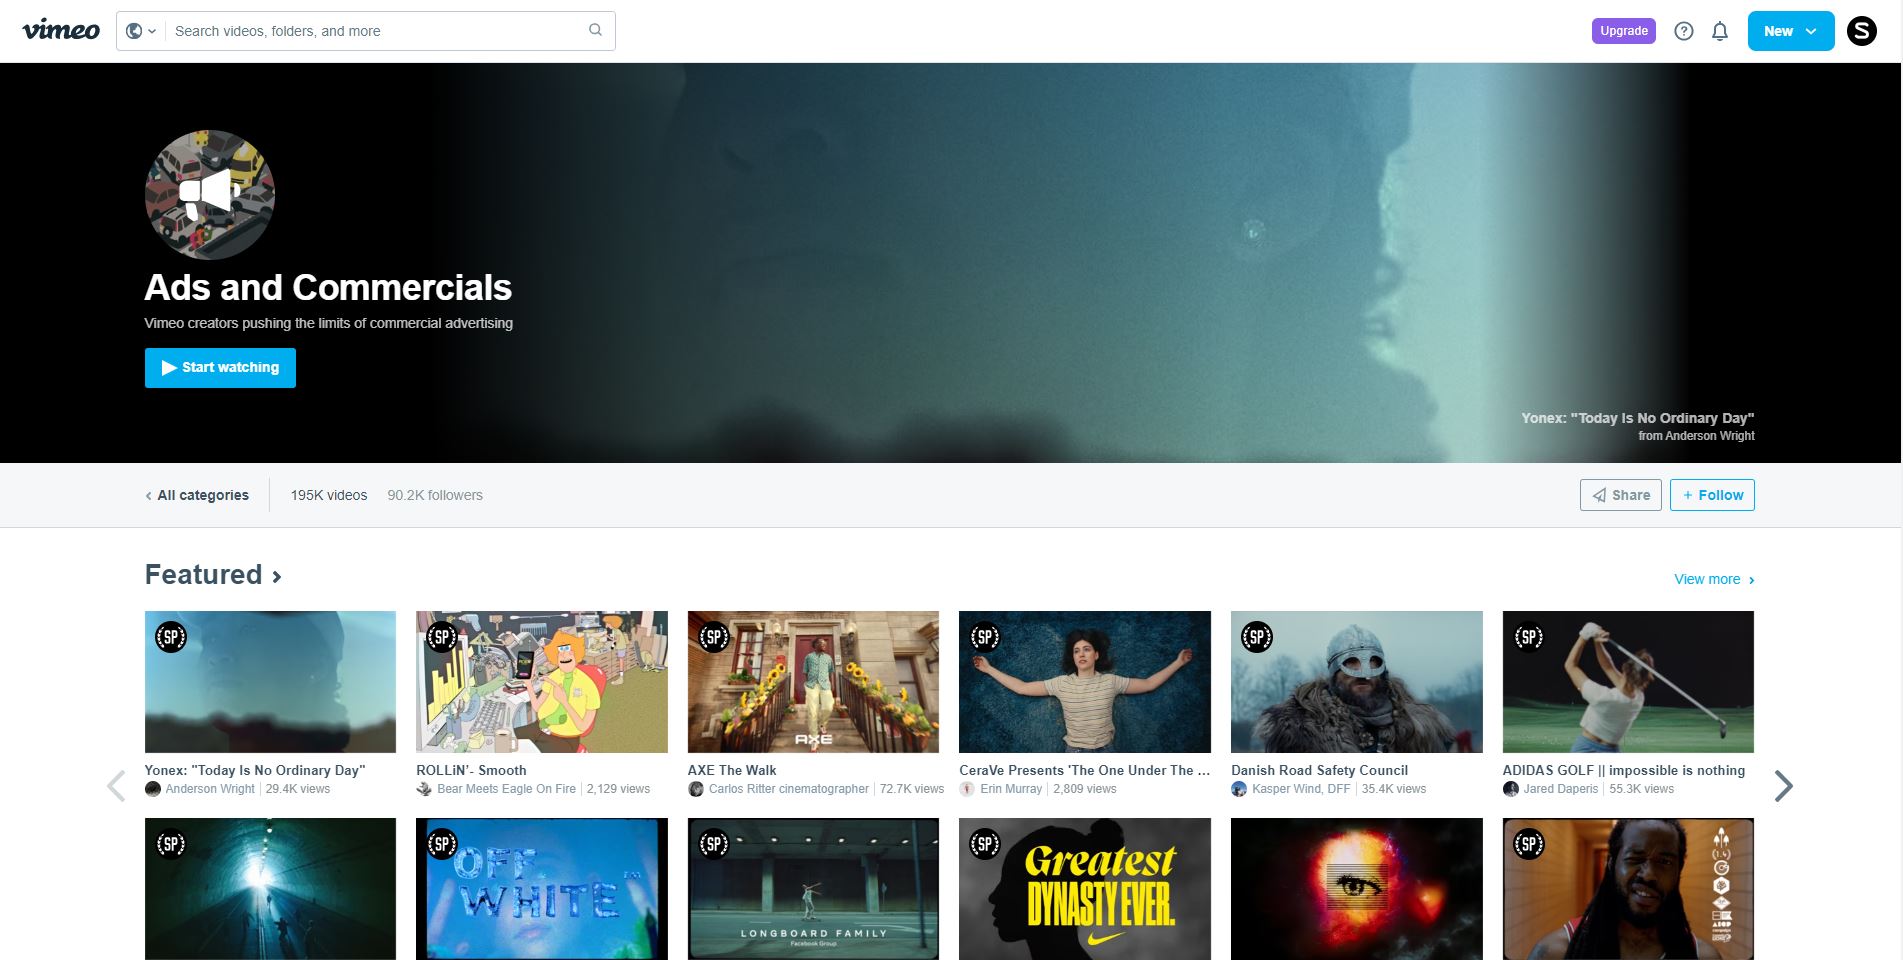 vimeo
Search videos, folders, and more
Upgrade
New
S
Ads and Commercials
Vimeo creators pushing the limits of commercial advertising
Start watching
Yonex: "Today Is No Ordinary Day"
from Anderson Wright
All categories
195K videos
90.2K followers
Share
+ Follow
Featured
View more
SP
SP
SP
AXE
SP
SP
SP
Yonex: "Today Is No Ordinary Day"
Anderson Wright
29.4K views
ROLLiN’- Smooth
Bear Meets Eagle On Fire
2,129 views
AXE The Walk
Carlos Ritter cinematographer
72.7K views
CeraVe Presents 'The One Under The ...
Erin Murray
2,809 views
Danish Road Safety Council
Kasper Wind, DFF
35.4K views
ADIDAS GOLF || impossible is nothing
Jared Daperis
55.3K views
SP
SP
OFF-WHITE™
SP
LONGBOARD FAMILY
Facebook Group
SP
Greatest
DYNASTY EVER.
SP